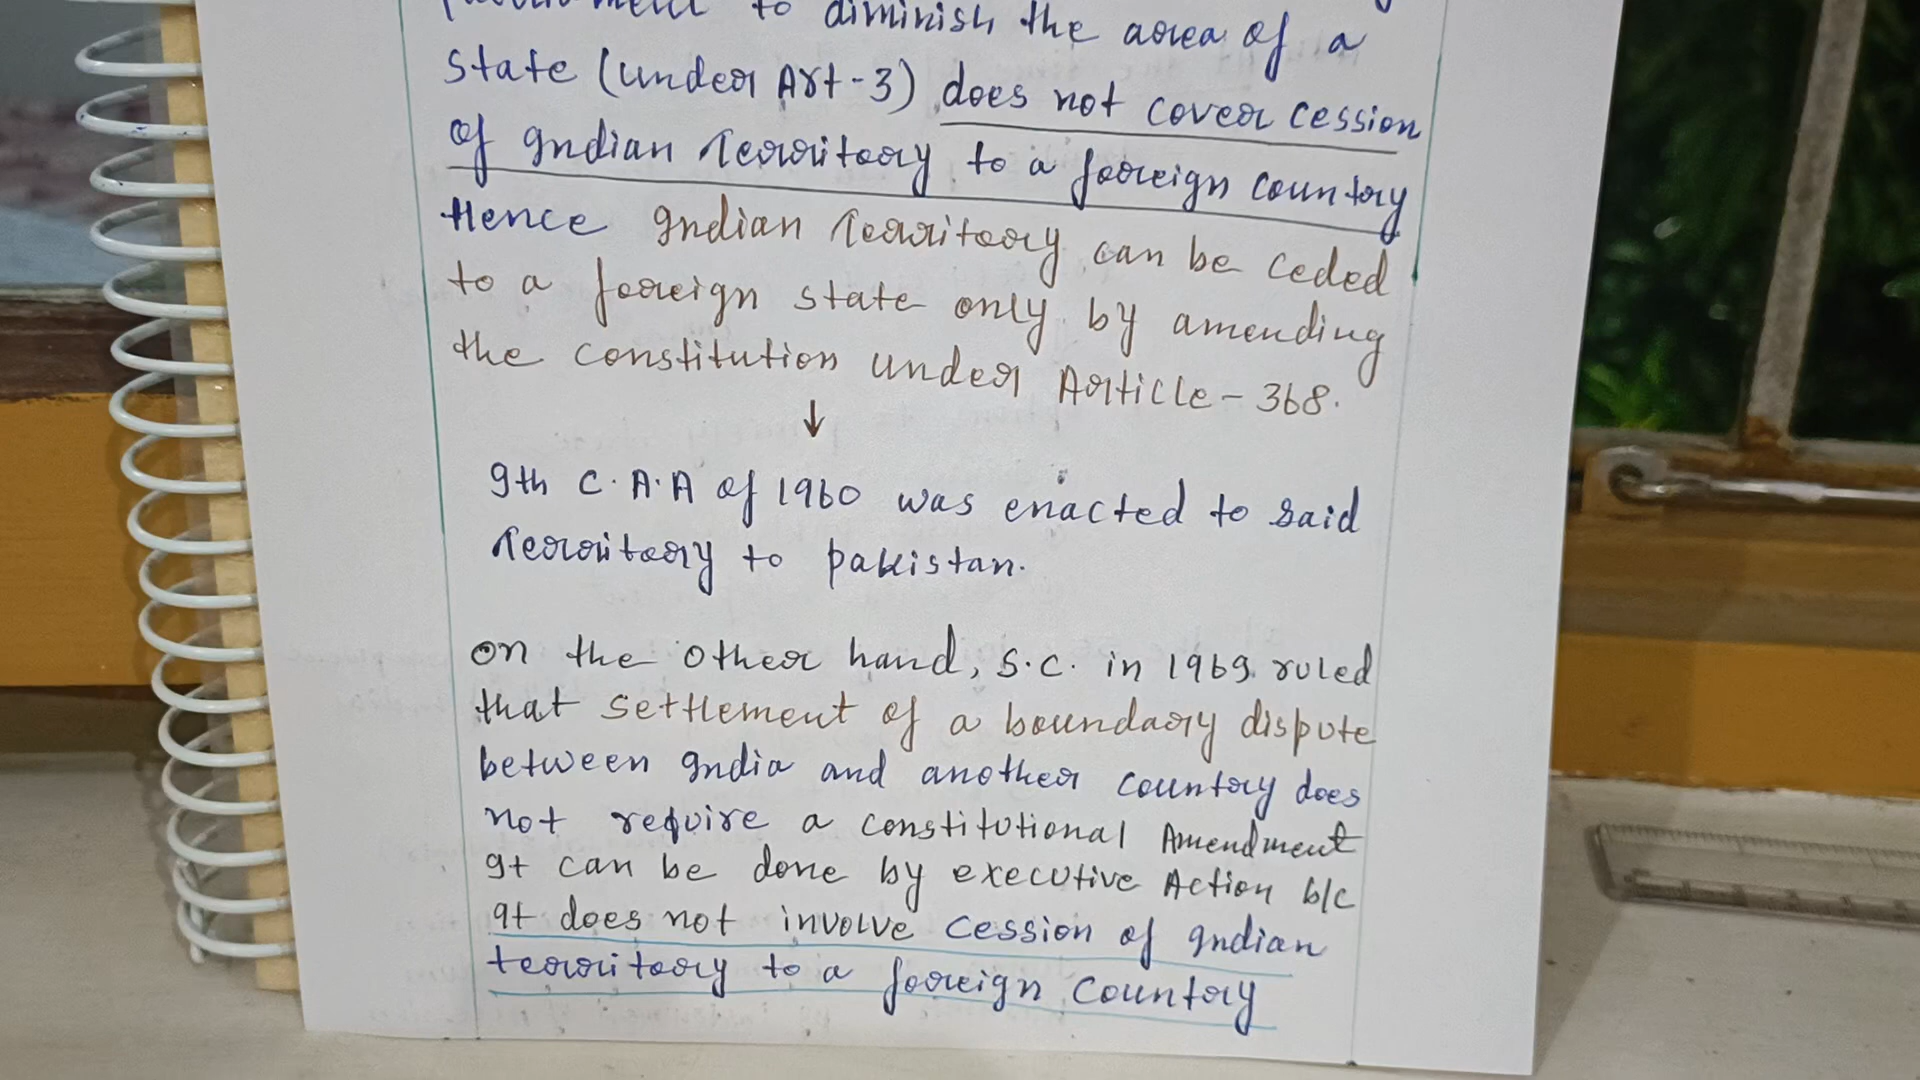 to diminish the area of a
state (under Art-3) does not cover cession
of Indian Territory to a foreign country
Hence Indian Territory can be ceded
to a foreign state only by amending
the constitution under Article - 368.
↓
9th C.A.A of 1960 was enacted to said
Territory to pakistan.
on the other hand, S.C. in 1969 ruled
that settlement of a boundary dispute
between India and another country does
not require a constitutional Amendment
It can be done by executive Action b/c
It does not involve cession of Indian
territory to a foreign country